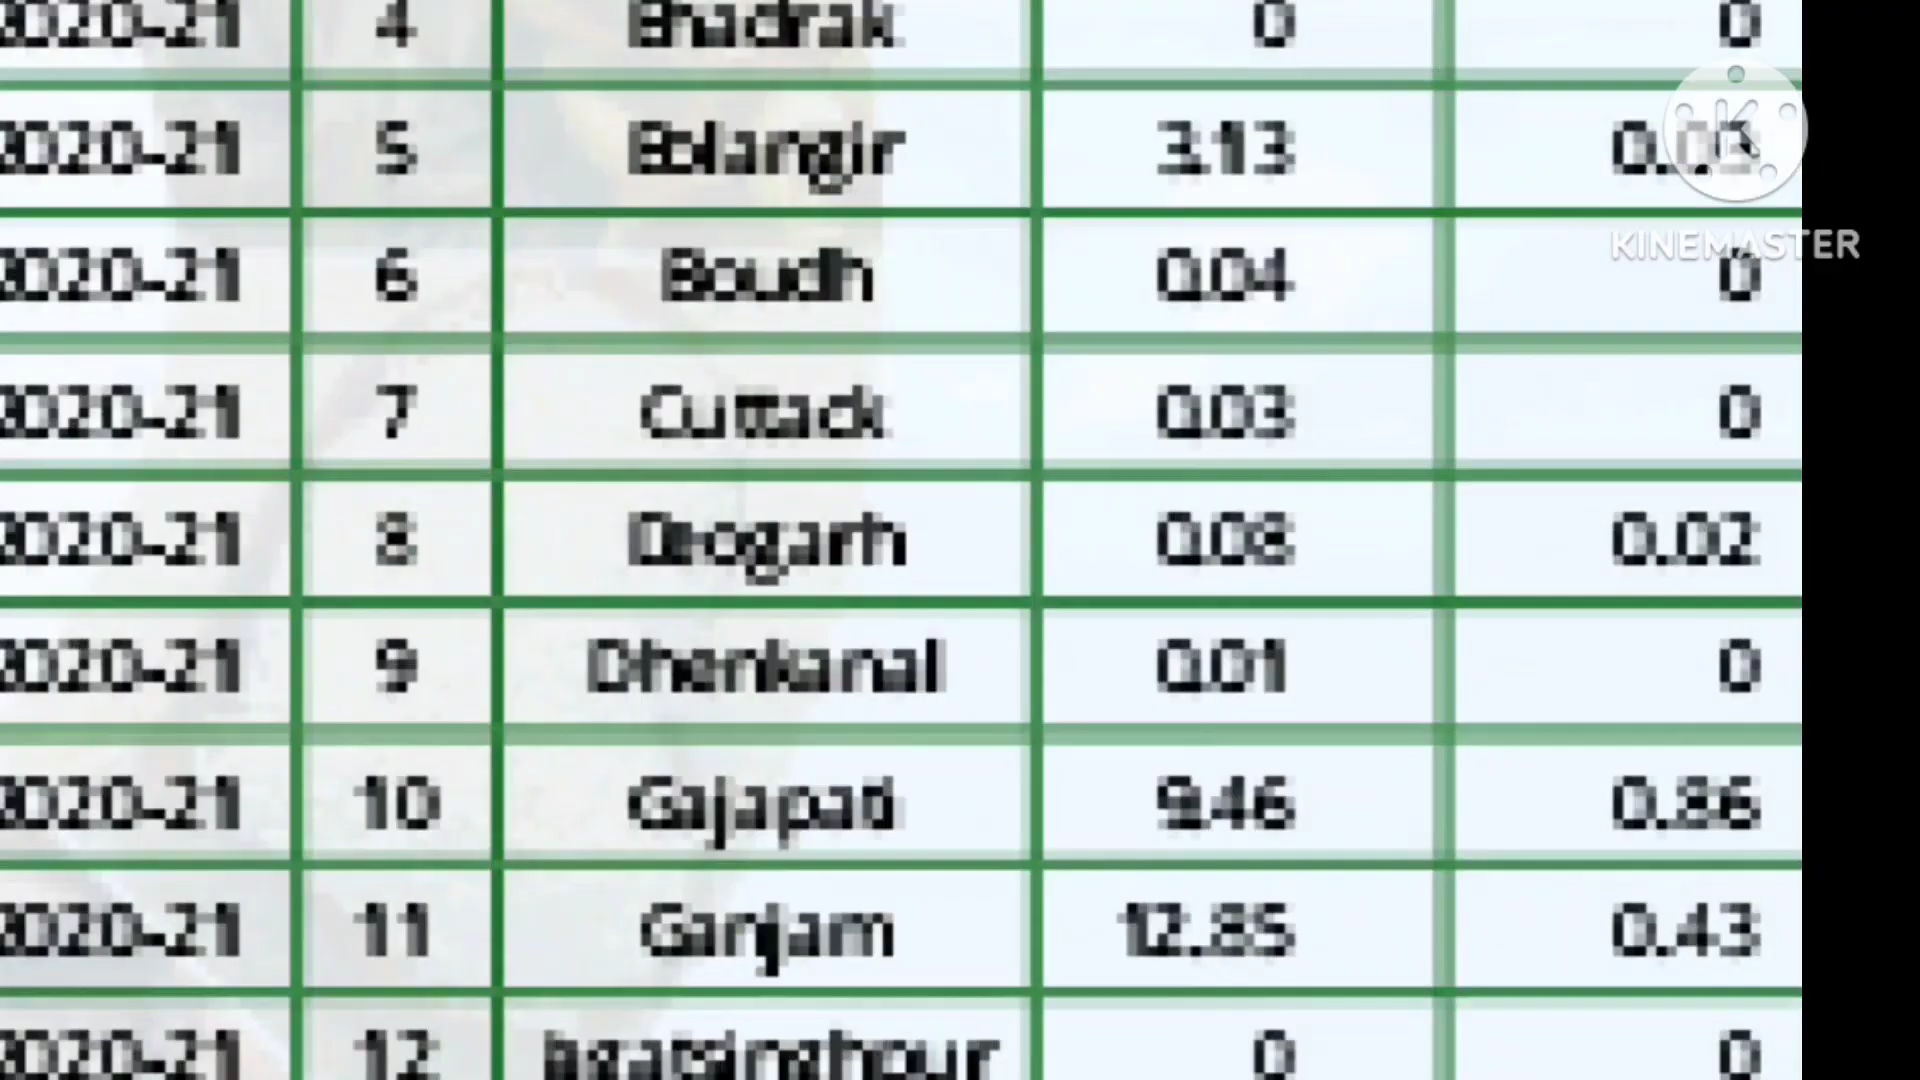 2020-21 4 Bhadrak 0 0
2020-21 5 Bolangir 3.13 0.03
2020-21 6 Boudh 0.04 0
2020-21 7 Cuttack 0.03 0
2020-21 8 Deogarh 0.08 0.02
2020-21 9 Dhenkanal 0.01 0
2020-21 10 Gajapati 9.46 0.86
2020-21 11 Ganjam 12.85 0.43
2020-21 12 Jagatsinghpur 0 0
KINEMASTER